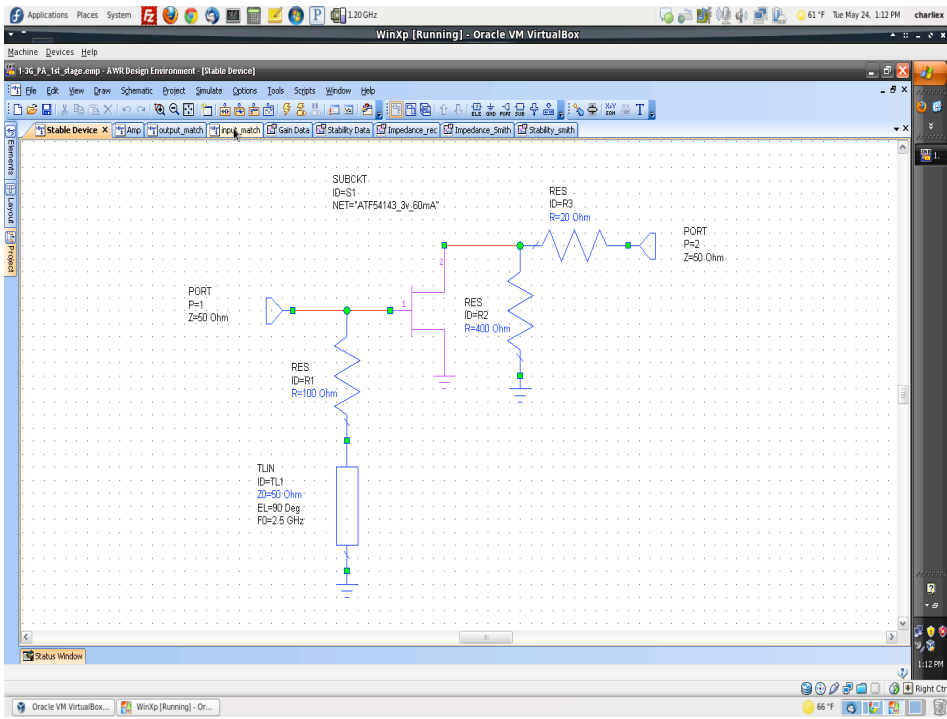 Applications Places System
1.20 GHz
61 °F Tue May 24, 1:12 PM charliex
WinXp [Running] - Oracle VM VirtualBox
Machine Devices Help
1-3G_PA_1st_stage.emp - AWR Design Environment - [Stable Device]
File Edit View Draw Schematic Project Simulate Options Tools Scripts Window Help
Stable Device Amp output_match input_match Gain Data Stability Data Impedance_rec Impedance_Smith Stability_smith
Elements
Layout
Project
SUBCKT
ID=S1
NET="ATF54143_3v_60mA"
RES
ID=R3
R=20 Ohm
PORT
P=2
Z=50 Ohm
2
PORT
P=1
Z=50 Ohm
1
RES
ID=R2
R=400 Ohm
RES
ID=R1
R=100 Ohm
TLIN
ID=TL1
Z0=50 Ohm
EL=90 Deg
F0=2.5 GHz
Status Window
1:12 PM
Right Ctr
Oracle VM VirtualBox... WinXp [Running] - Or...
66 °F